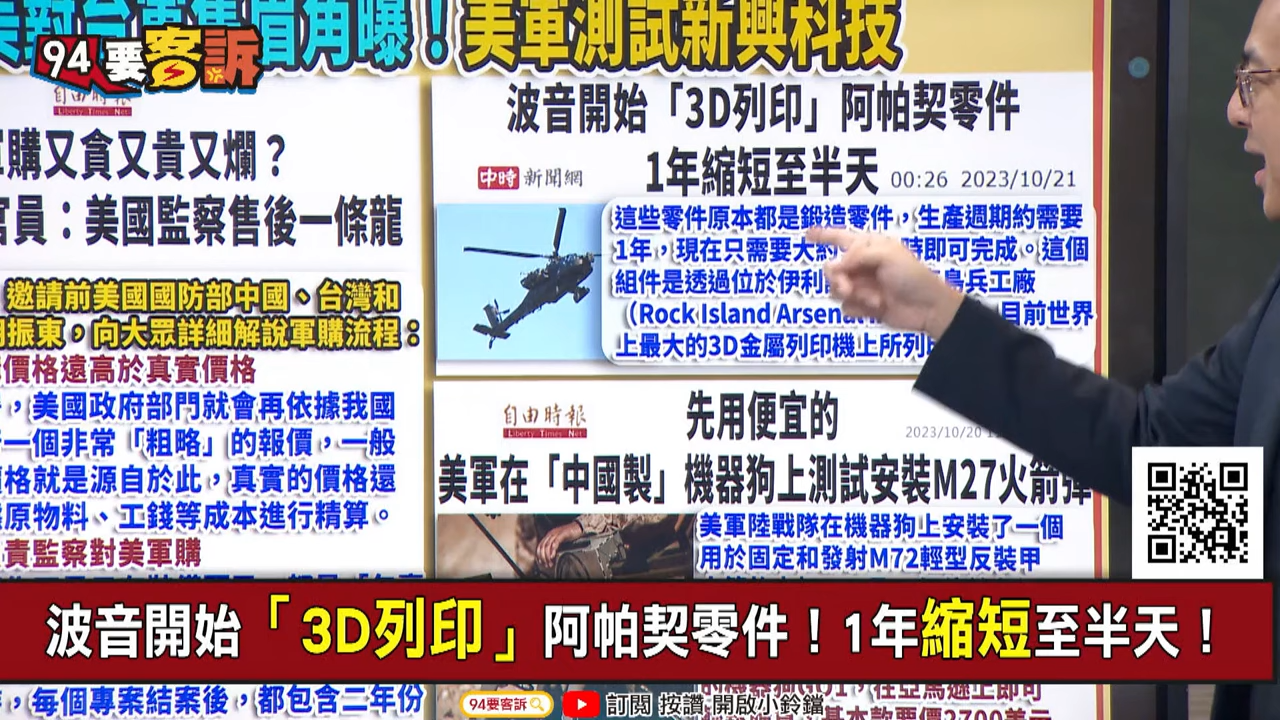 94要客訴
美對台軍售眉角曝！美軍測試新興科技
自由時報
Liberty Times Net
軍購又貪又貴又爛？
官員：美國監察售後一條龍
邀請前美國國防部中國、台灣和
胡振東，向大眾詳細解說軍購流程：
價格遠高於真實價格
，美國政府部門就會再依據我國
一個非常「粗略」的報價，一般
價格就是源自於此，真實的價格還
原物料、工錢等成本進行精算。
負責監察對美軍購
，每個專案結案後，都包含二年份
波音開始「3D列印」阿帕契零件
1年縮短至半天
中時新聞網
00:26 2023/10/21
這些零件原本都是鍛造零件，生產週期約需要
1年，現在只需要大約 時即可完成。這個
組件是透過位於伊利 島兵工廠
（Rock Island Arsenal 目前世界
上最大的3D金屬列印機上所列印
自由時報
Liberty Times Net
先用便宜的
2023/10/20
美軍在「中國製」機器狗上測試安裝M27火箭彈
美軍陸戰隊在機器狗上安裝了一個
用於固定和發射M72輕型反裝甲
波音開始「3D列印」阿帕契零件！1年縮短至半天！
94要客訴
訂閱 按讚 開啟小鈴鐺